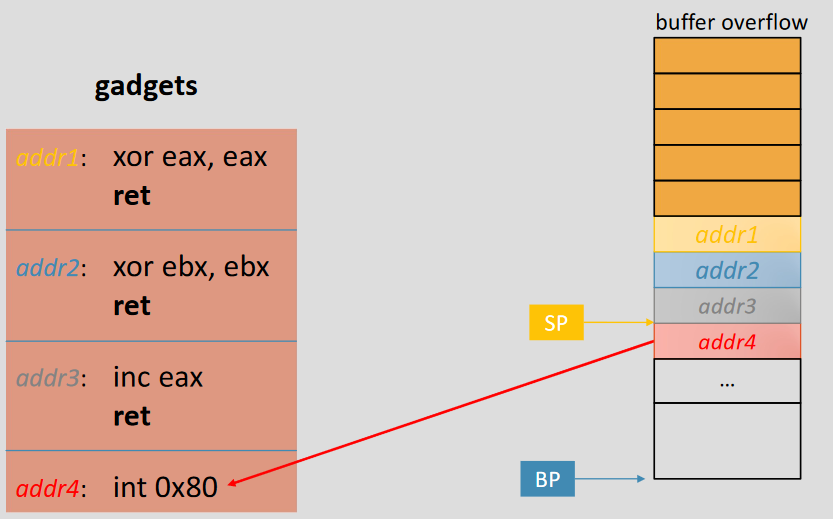 buffer overflow
gadgets
addr1: xor eax, eax
ret
addr2: xor ebx, ebx
ret
addr3: inc eax
ret
addr4: int 0x80
addr1
addr2
addr3
SP
addr4
...
BP